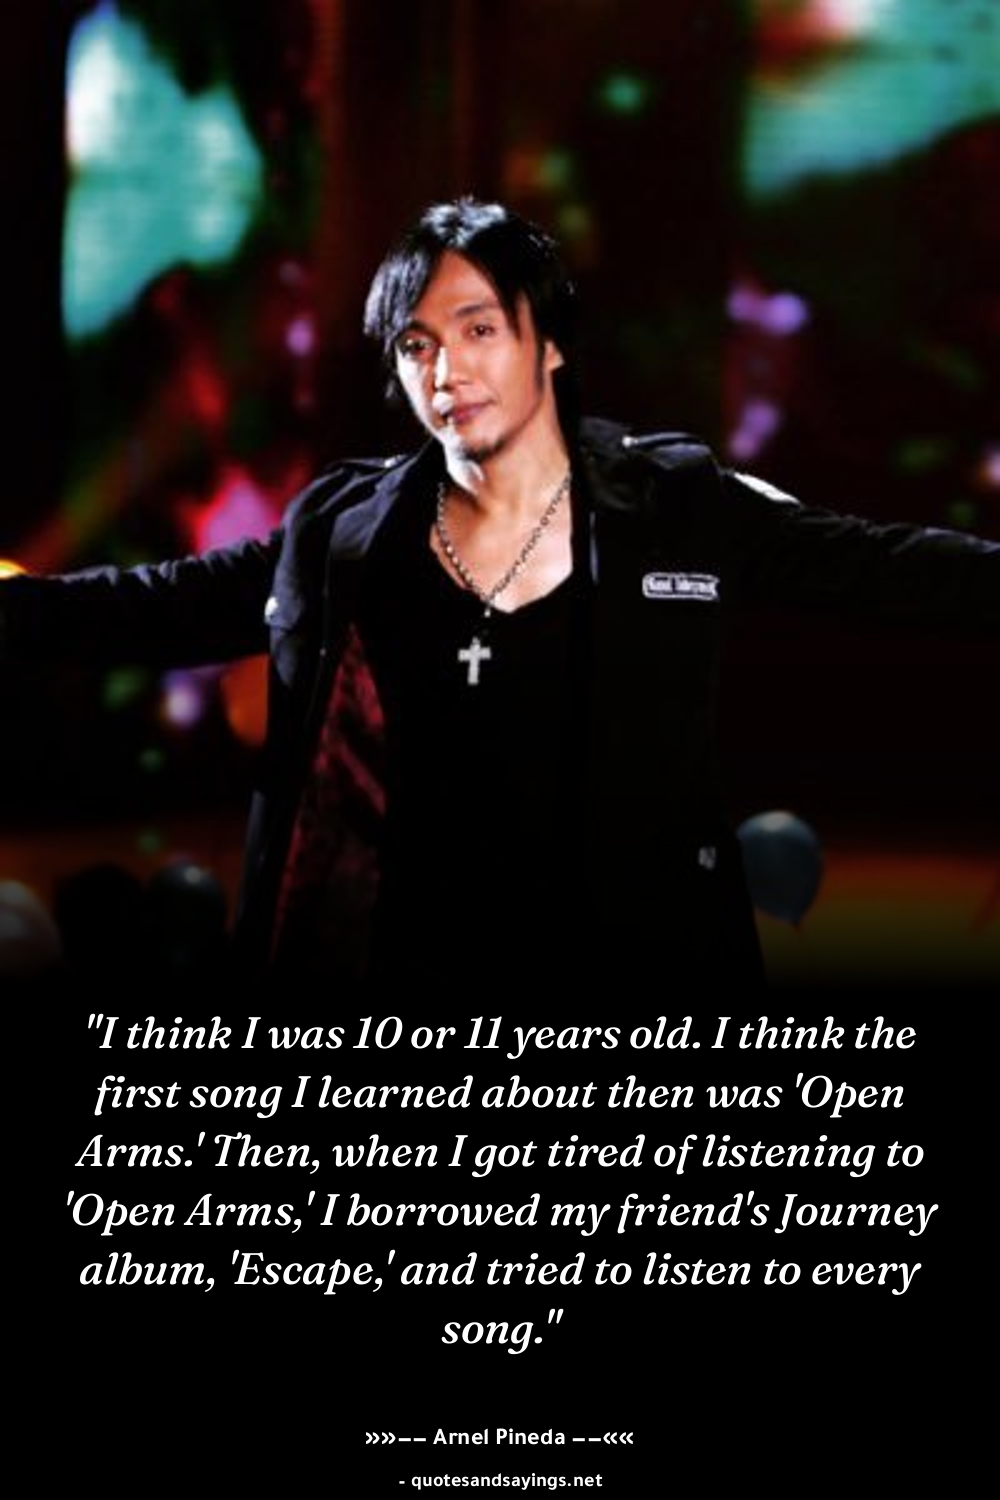 "I think I was 10 or 11 years old. I think the
first song I learned about then was 'Open
Arms.' Then, when I got tired of listening to
'Open Arms,' I borrowed my friend's Journey
album, 'Escape,' and tried to listen to every
song."
»»−− Arnel Pineda −−««
- quotesandsayings.net